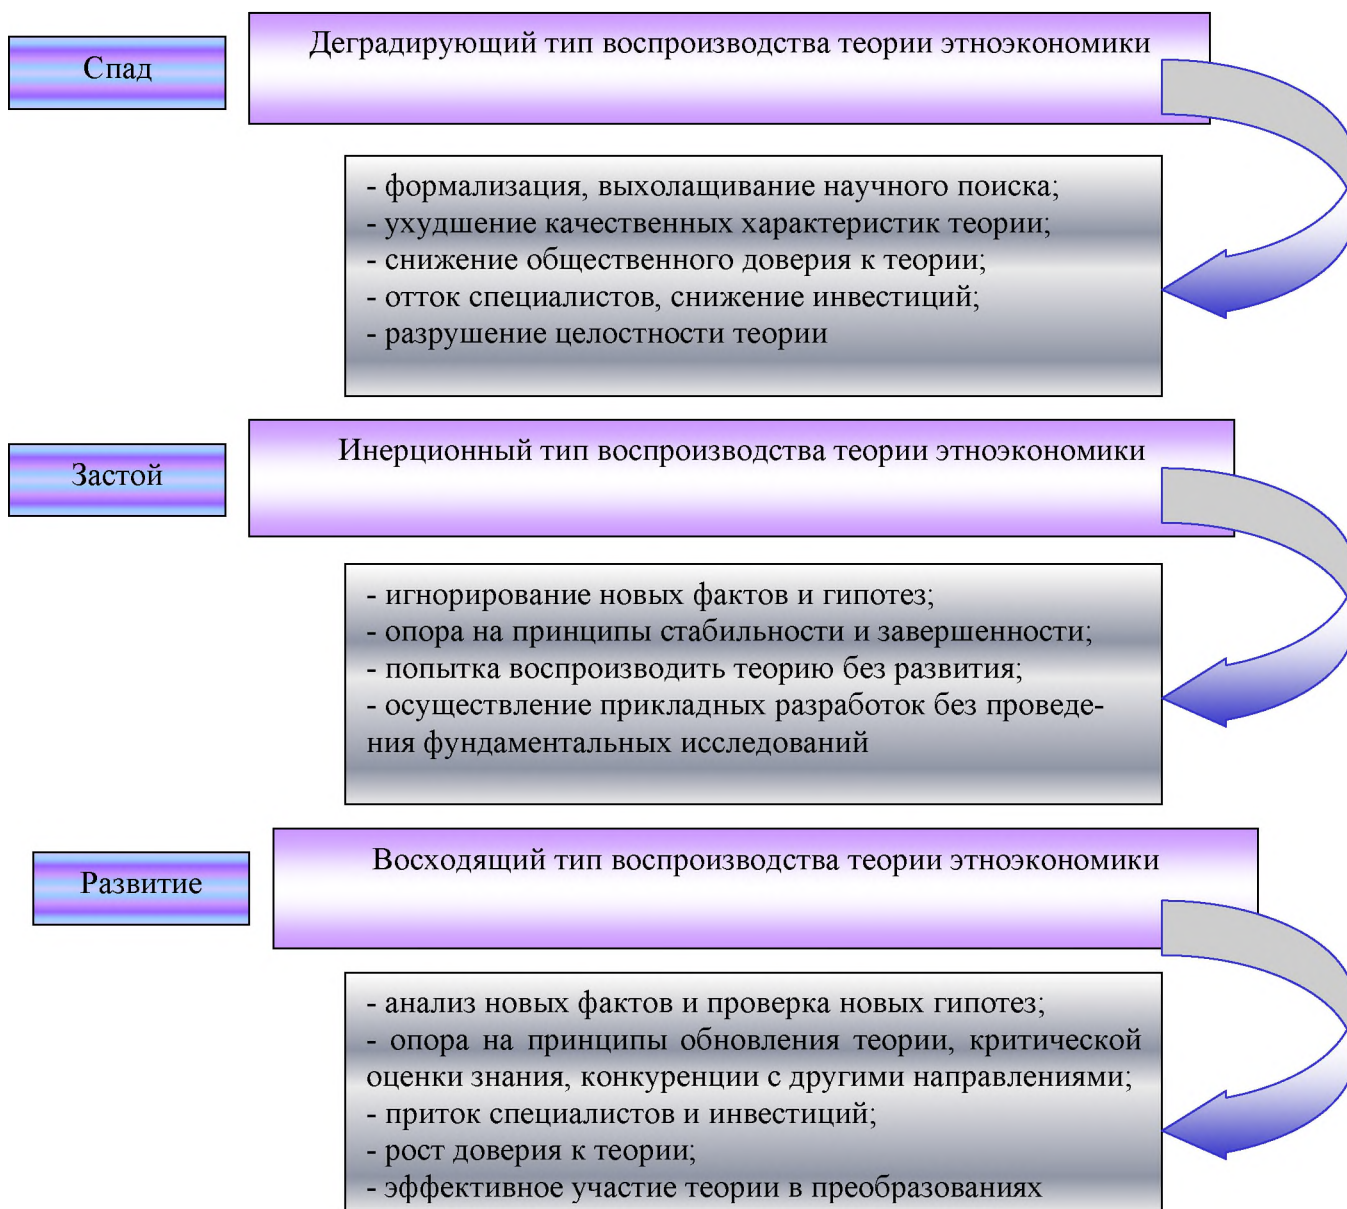 Спад
Деградирующий тип воспроизводства теории этноэкономики
- формализация, выхолащивание научного поиска;
- ухудшение качественных характеристик теории;
- снижение общественного доверия к теории;
- отток специалистов, снижение инвестиций;
- разрушение целостности теории
Застой
Инерционный тип воспроизводства теории этноэкономики
- игнорирование новых фактов и гипотез;
- опора на принципы стабильности и завершенности;
- попытка воспроизводить теорию без развития;
- осуществление прикладных разработок без проведе-
ния фундаментальных исследований
Развитие
Восходящий тип воспроизводства теории этноэкономики
- анализ новых фактов и проверка новых гипотез;
- опора на принципы обновления теории, критической
оценки знания, конкуренции с другими направлениями;
- приток специалистов и инвестиций;
- рост доверия к теории;
- эффективное участие теории в преобразованиях